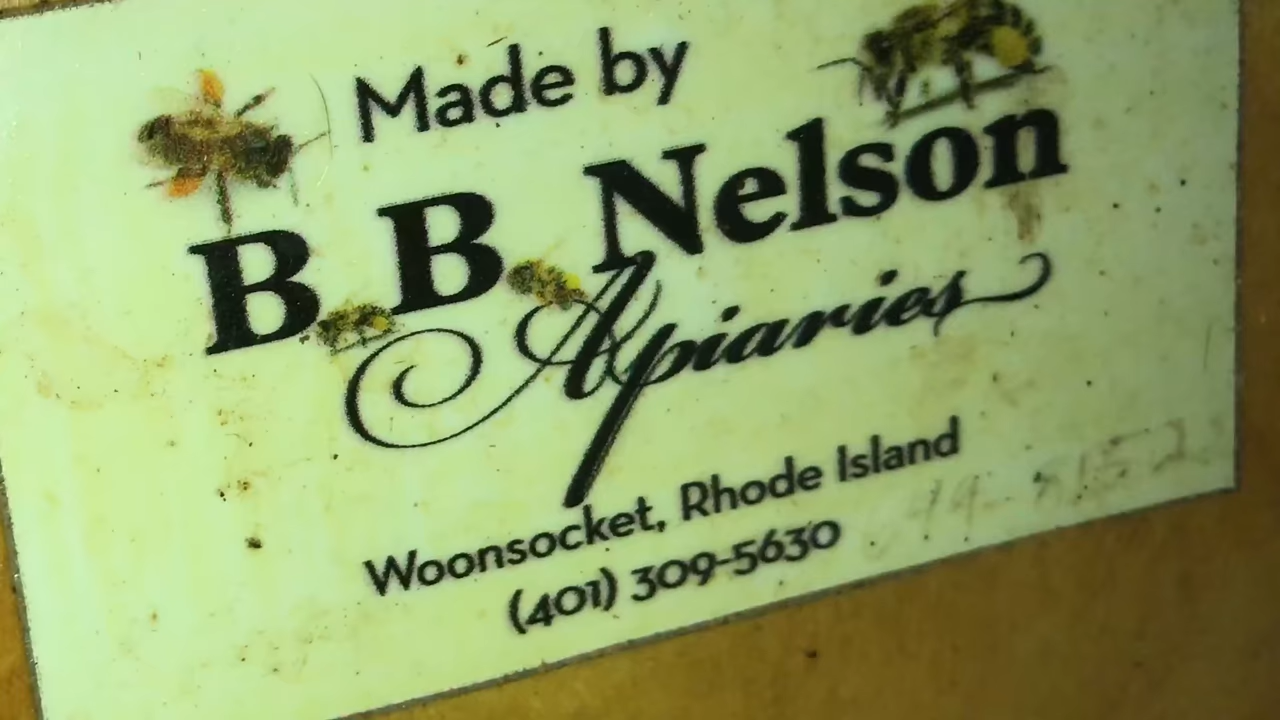 Made by
B B Nelson
Apiaries
Woonsocket, Rhode Island
(401) 309-5630